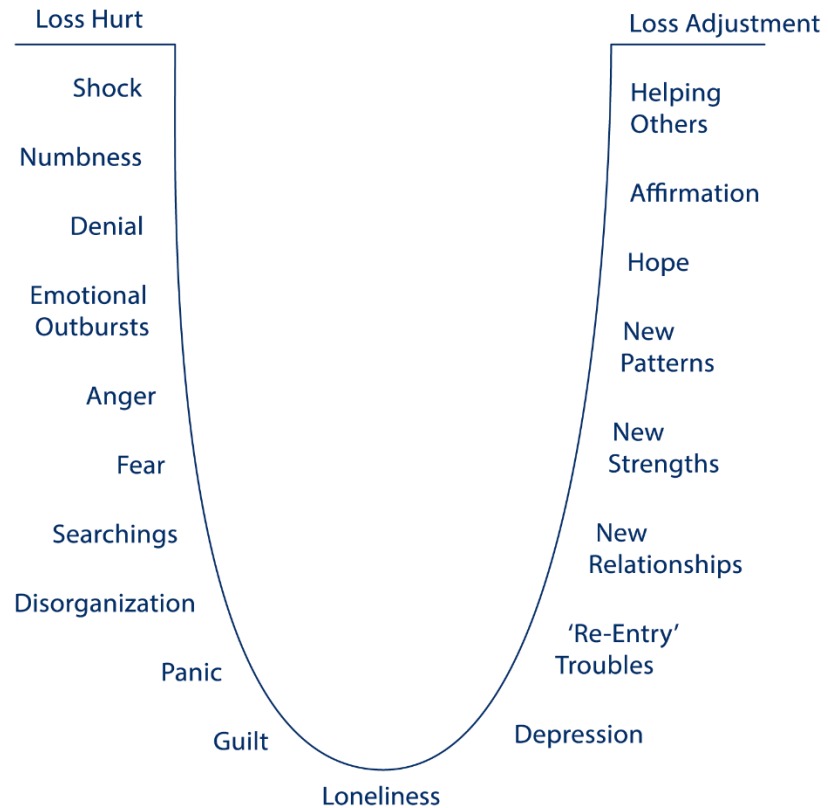 Loss Hurt
Shock
Numbness
Denial
Emotional
Outbursts
Anger
Fear
Searchings
Disorganization
Panic
Guilt
Loneliness
Depression
‘Re-Entry’
Troubles
New
Relationships
New
Strengths
New
Patterns
Hope
Affirmation
Helping
Others
Loss Adjustment